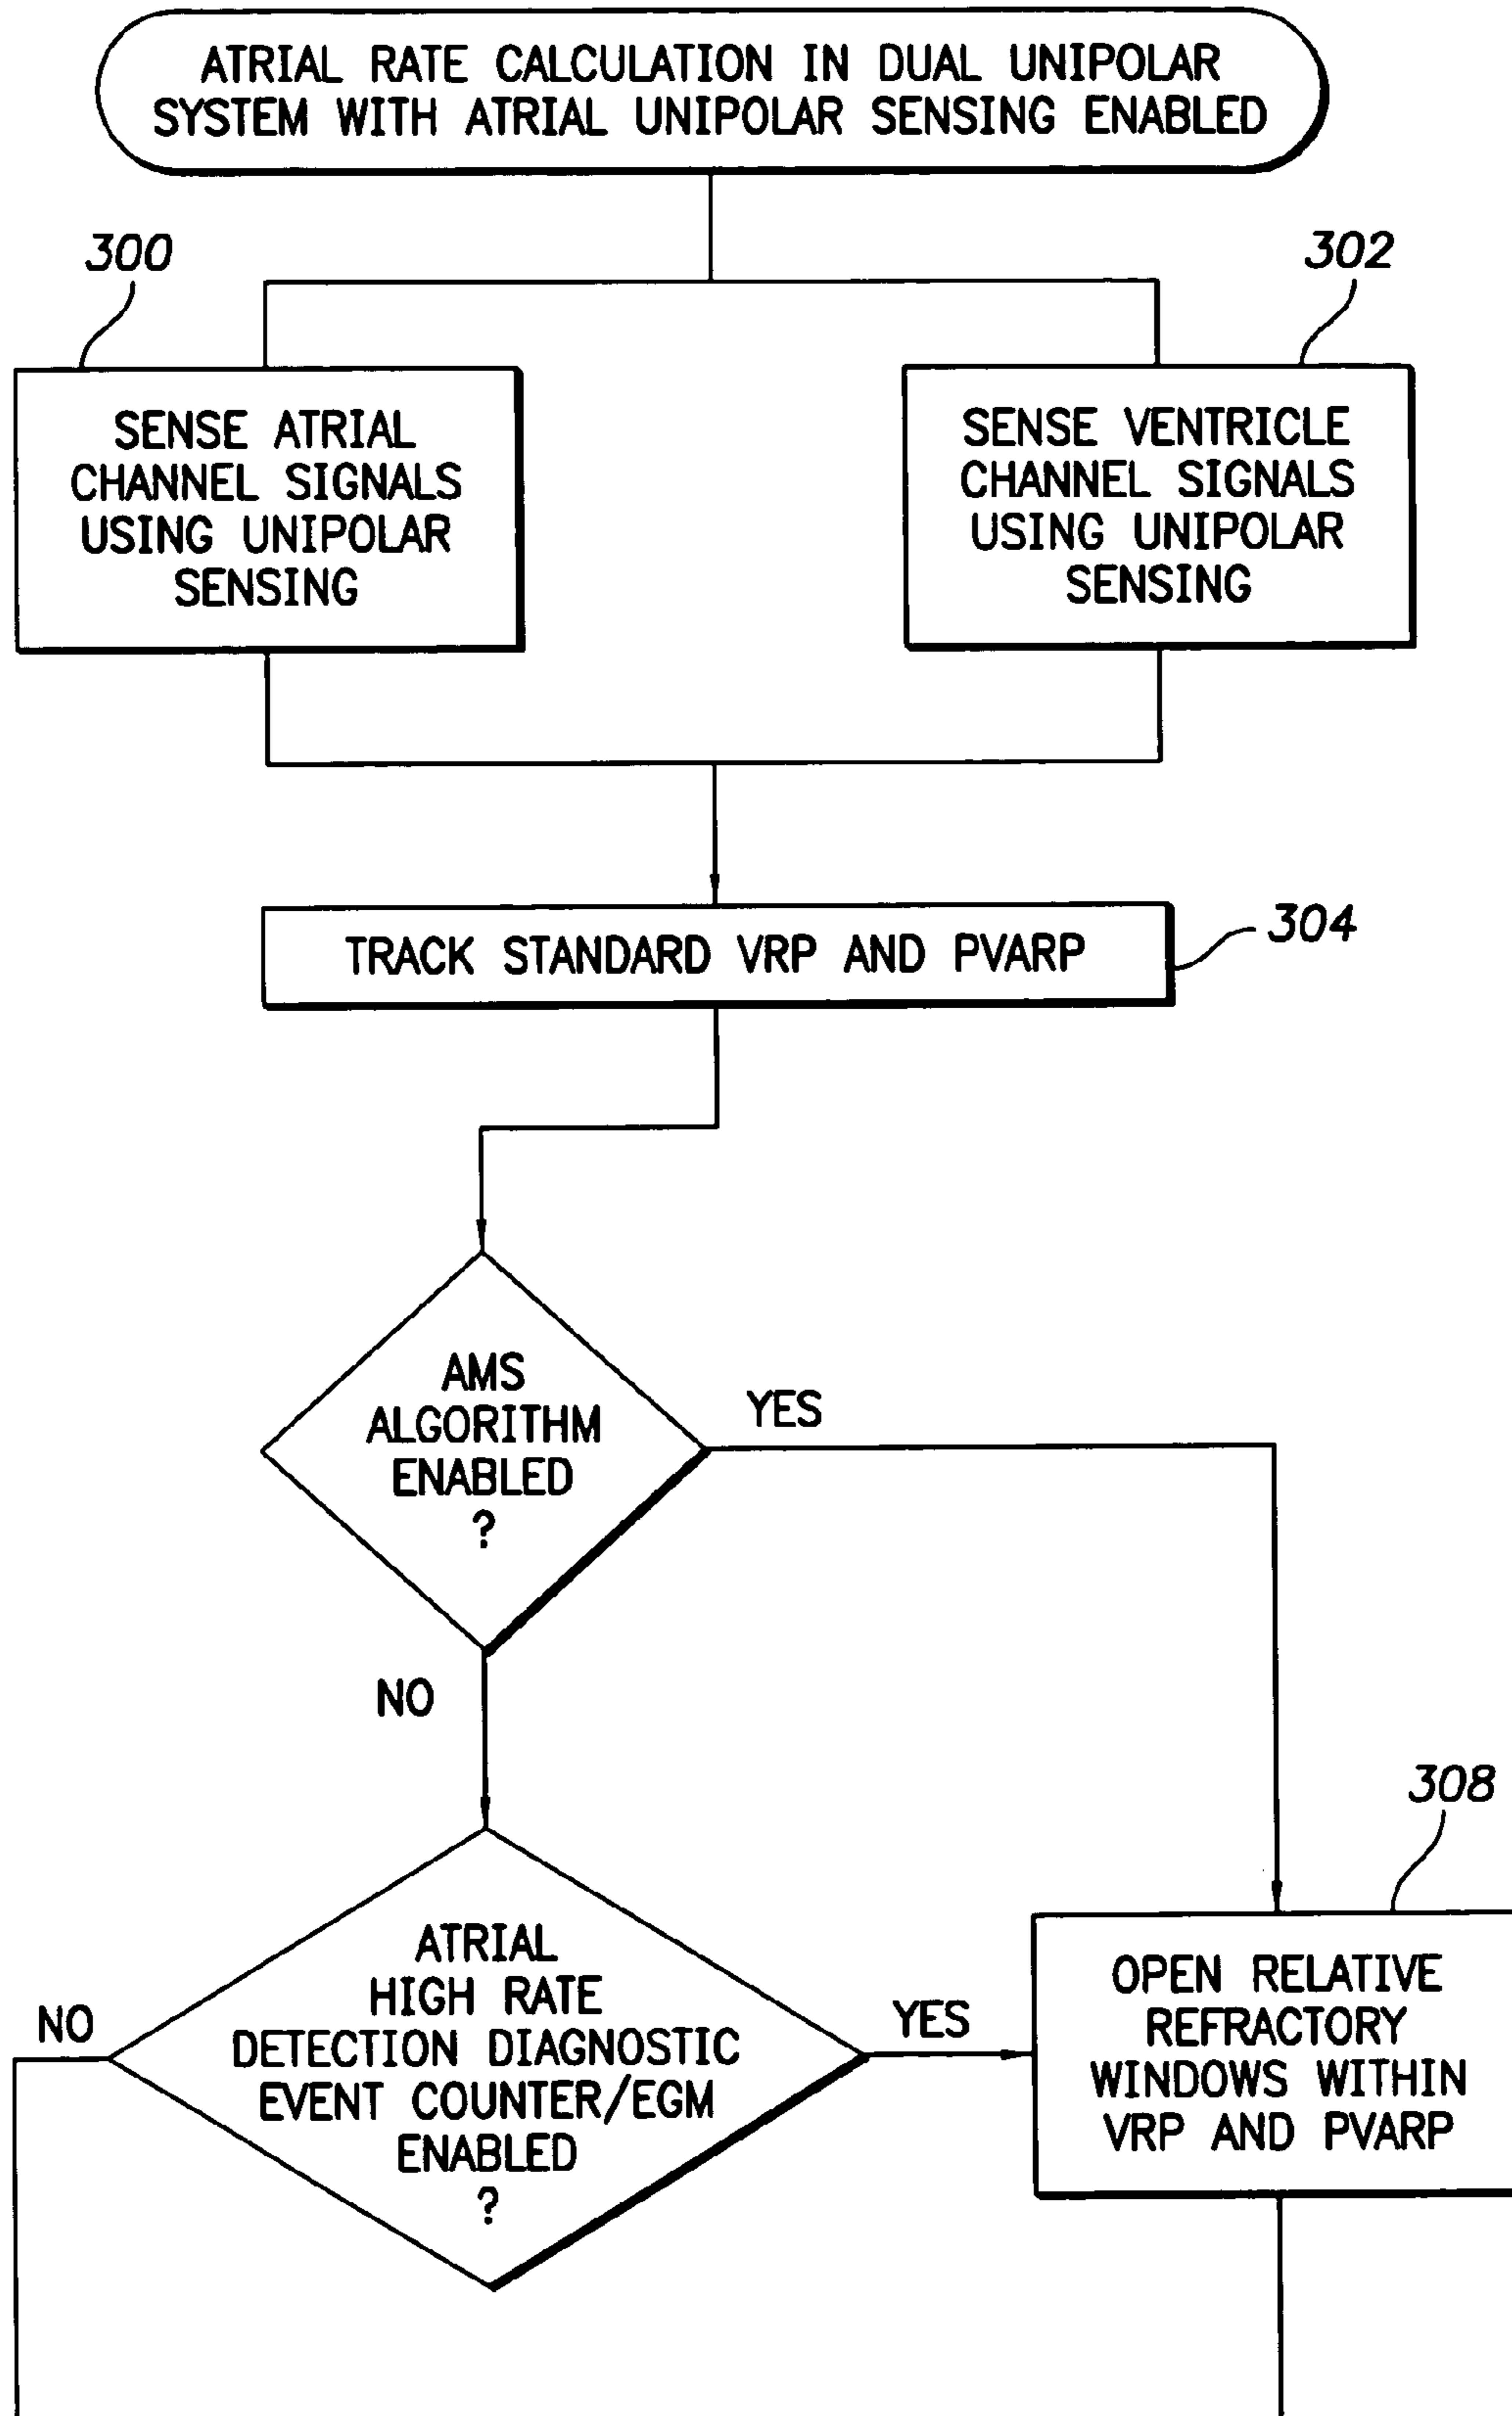 ATRIAL RATE CALCULATION IN DUAL UNIPOLAR
SYSTEM WITH ATRIAL UNIPOLAR SENSING ENABLED
300
302
SENSE ATRIAL
CHANNEL SIGNALS
USING UNIPOLAR
SENSING
SENSE VENTRICLE
CHANNEL SIGNALS
USING UNIPOLAR
SENSING
TRACK STANDARD VRP AND PVARP
304
AMS
ALGORITHM
ENABLED
?
YES
NO
308
ATRIAL
HIGH RATE
DETECTION DIAGNOSTIC
EVENT COUNTER/EGM
ENABLED
?
NO
YES
OPEN RELATIVE
REFRACTORY
WINDOWS WITHIN
VRP AND PVARP